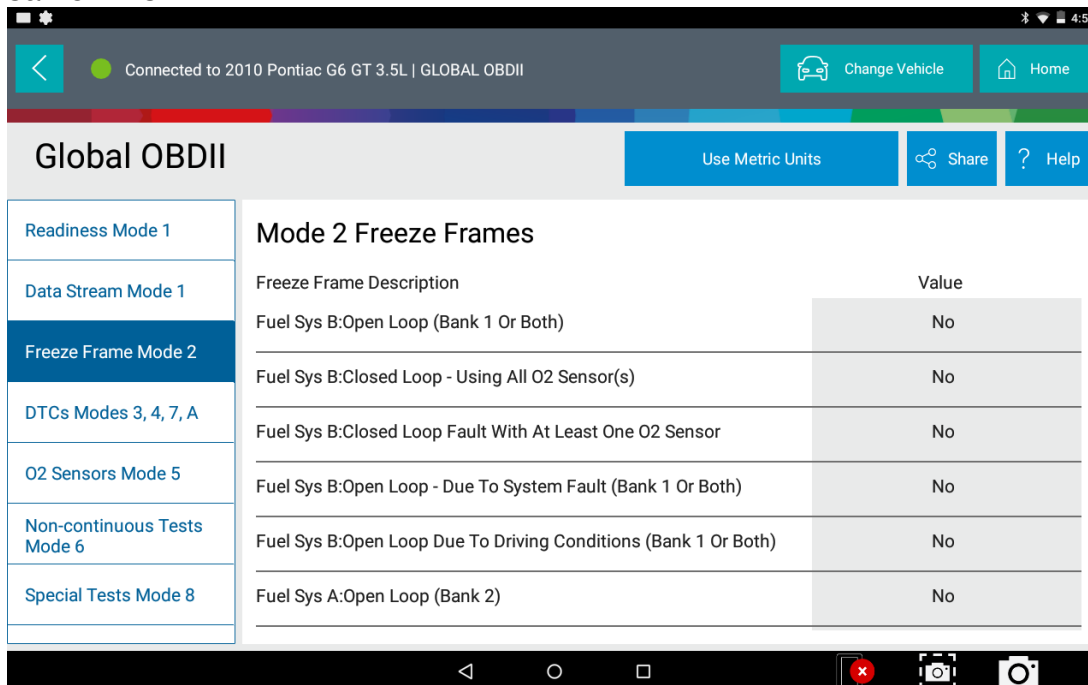 4:5
Connected to 2010 Pontiac G6 GT 3.5L | GLOBAL OBDII
Change Vehicle
Home
Global OBDII
Use Metric Units
Share
? Help
Readiness Mode 1
Data Stream Mode 1
Freeze Frame Mode 2
DTCs Modes 3, 4, 7, A
O2 Sensors Mode 5
Non-continuous Tests
Mode 6
Special Tests Mode 8
Mode 2 Freeze Frames
Freeze Frame Description Value
Fuel Sys B:Open Loop (Bank 1 Or Both) No
Fuel Sys B:Closed Loop - Using All O2 Sensor(s) No
Fuel Sys B:Closed Loop Fault With At Least One O2 Sensor No
Fuel Sys B:Open Loop - Due To System Fault (Bank 1 Or Both) No
Fuel Sys B:Open Loop Due To Driving Conditions (Bank 1 Or Both) No
Fuel Sys A:Open Loop (Bank 2) No